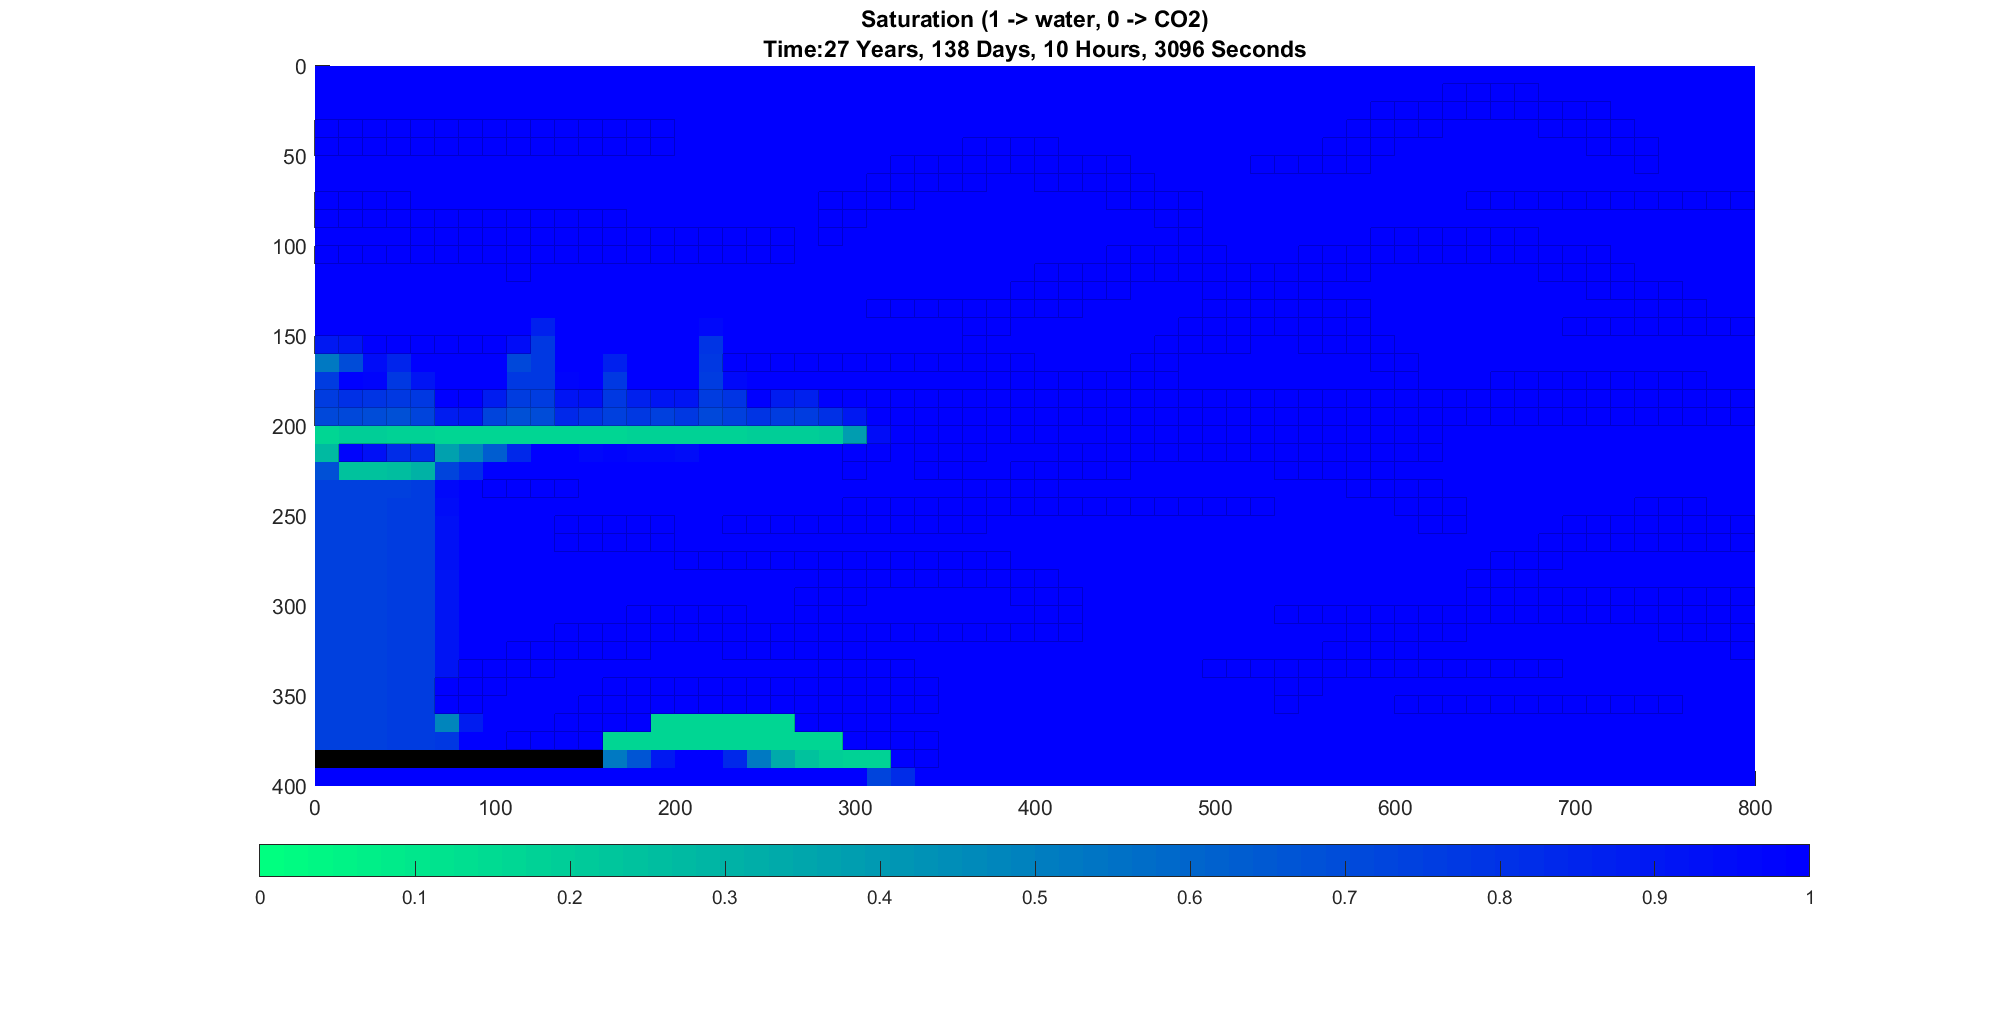 Saturation (1 -> water, 0 -> CO2)
Time:27 Years, 138 Days, 10 Hours, 3096 Seconds
0
50
100
150
200
250
300
350
400
0 100 200 300 400 500 600 700 800
0 0.1 0.2 0.3 0.4 0.5 0.6 0.7 0.8 0.9 1